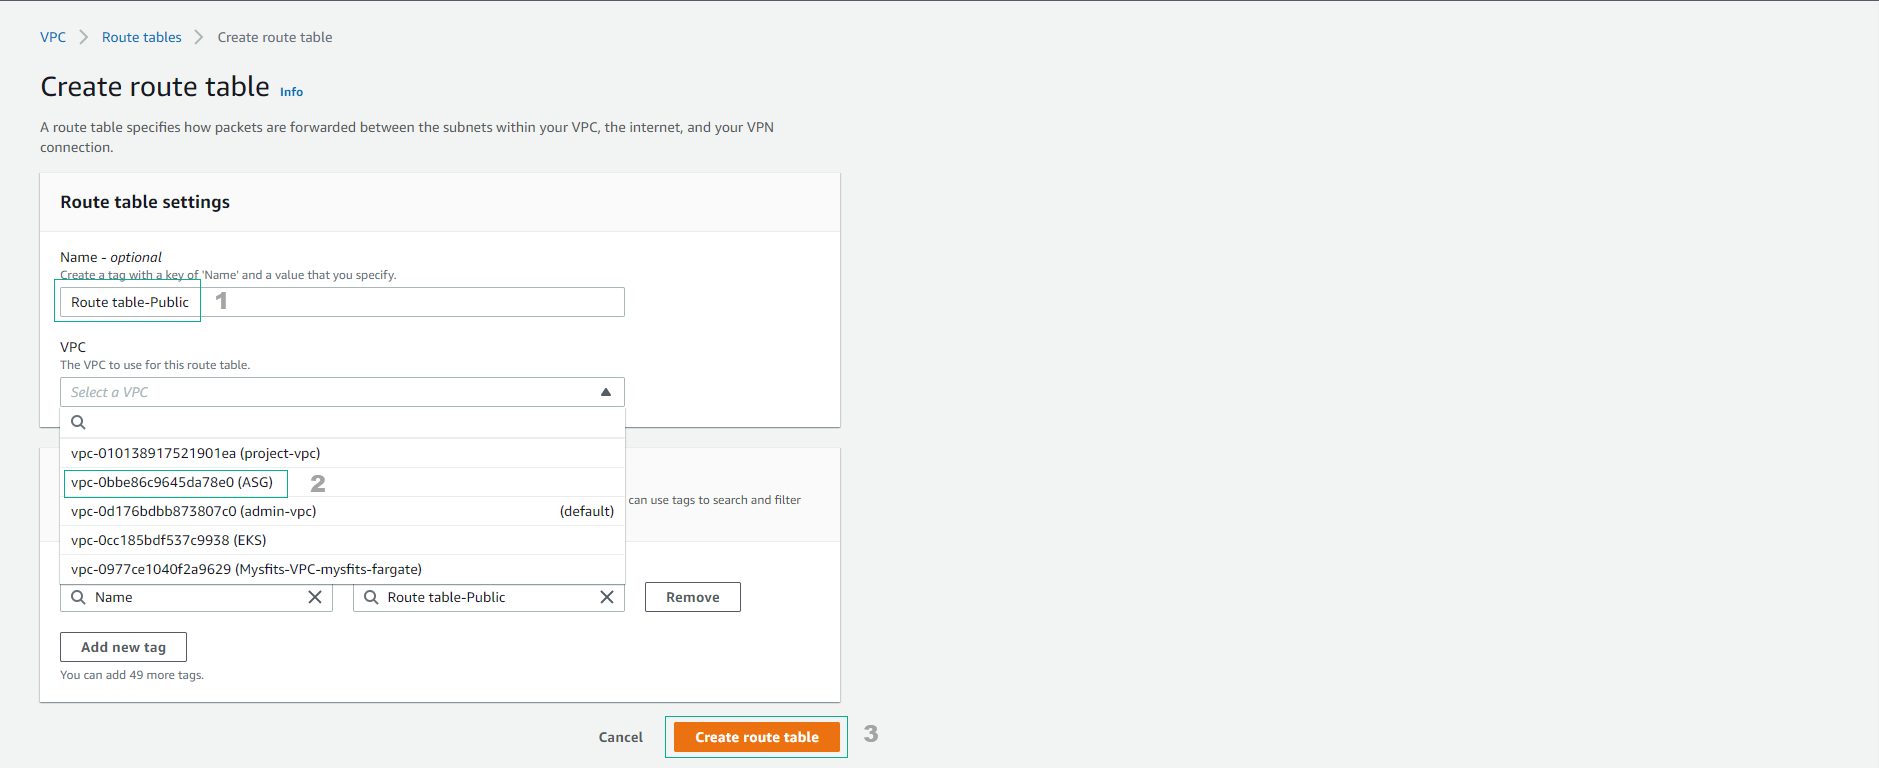 VPC > Route tables > Create route table
Create route table Info
A route table specifies how packets are forwarded between the subnets within your VPC, the internet, and your VPN
connection.
Route table settings
Name - optional
Create a tag with a key of 'Name' and a value that you specify.
Route table-Public 1
VPC
The VPC to use for this route table.
Select a VPC
vpc-010138917521901ea (project-vpc)
vpc-0bbe86c9645da78e0 (ASG) 2
can use tags to search and filter
vpc-0d176bdbb873807c0 (admin-vpc) (default)
vpc-0cc185bdf537c9938 (EKS)
vpc-0977ce1040f2a9629 (Mysfits-VPC-mysfits-fargate)
Name Route table-Public Remove
Add new tag
You can add 49 more tags.
Cancel Create route table 3